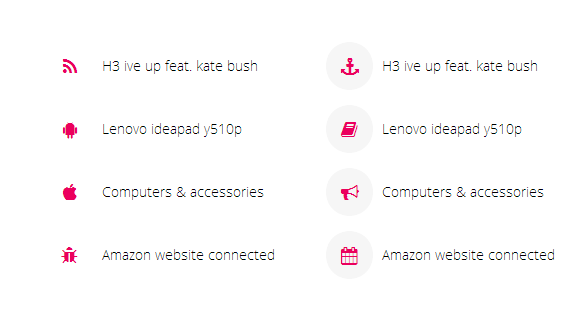 H3 ive up feat. kate bush
Lenovo ideapad y510p
Computers & accessories
Amazon website connected
H3 ive up feat. kate bush
Lenovo ideapad y510p
Computers & accessories
Amazon website connected